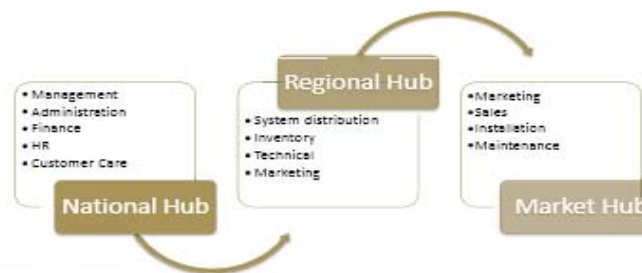 • Management
• Administration
• Finance
• HR
• Customer Care
National Hub
Regional Hub
• System distribution
• Inventory
• Technical
• Marketing
• Marketing
• Sales
• Installation
• Maintenance
Market Hub